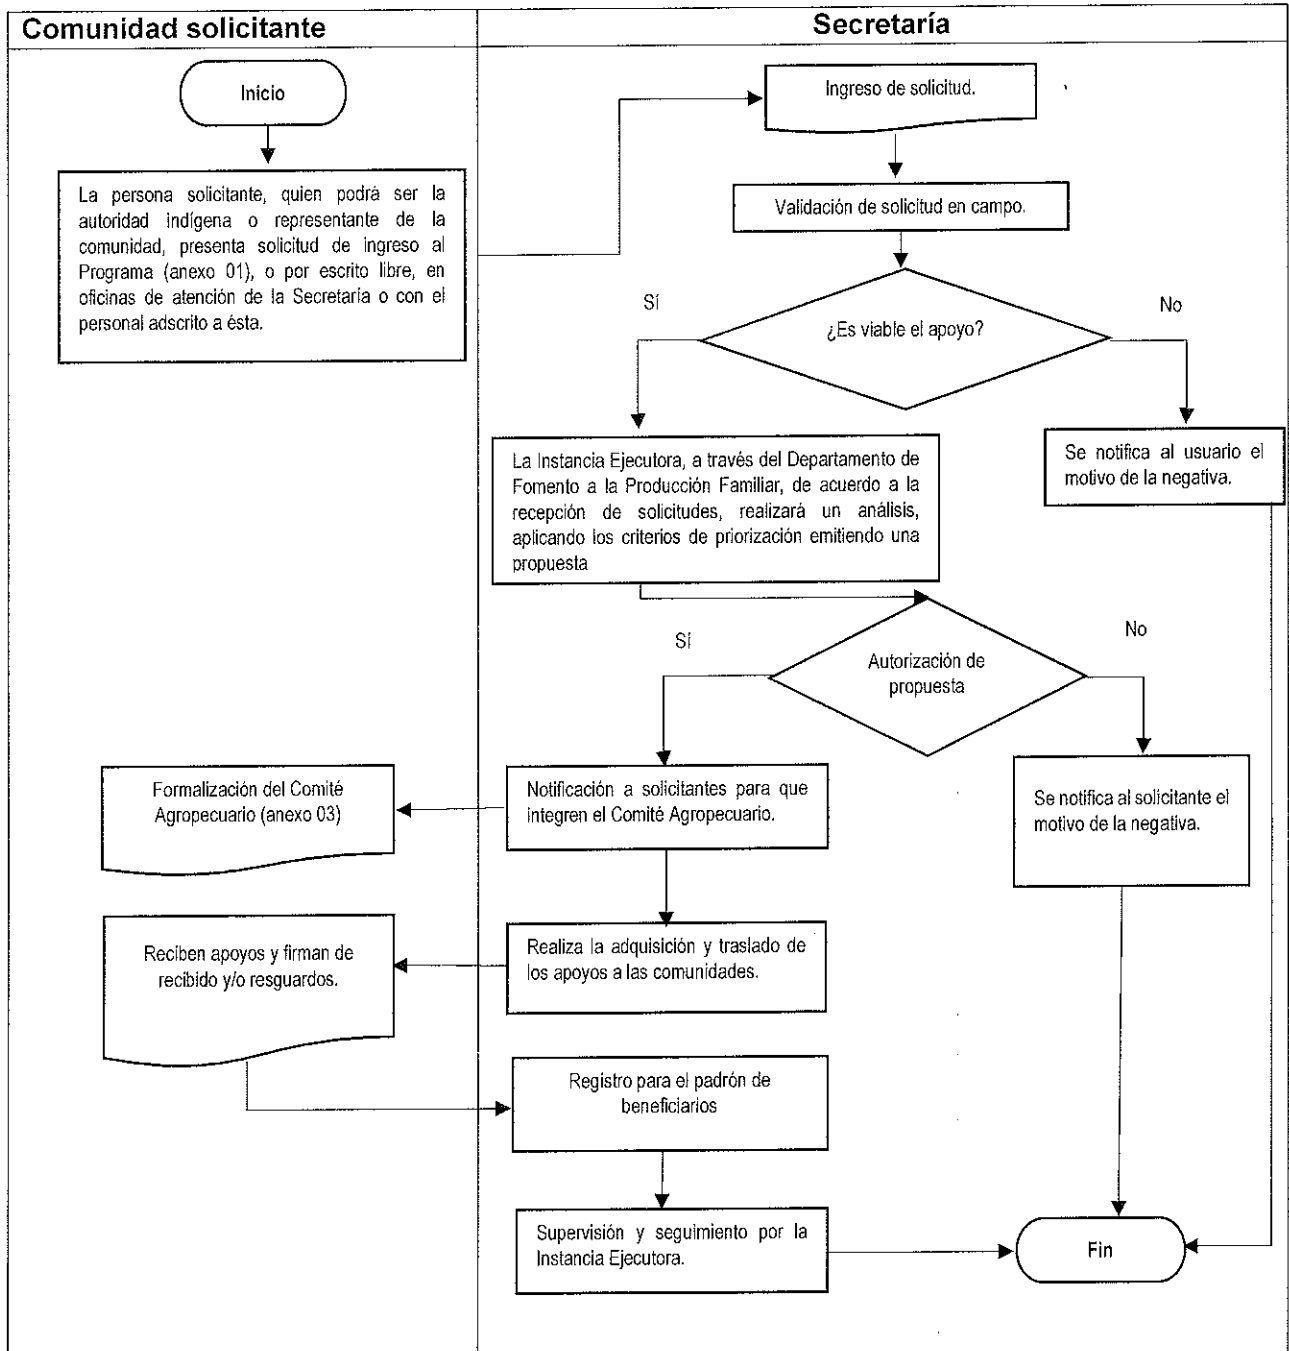 Comunidad solicitante
Secretaría
Inicio
Ingreso de solicitud.
La persona solicitante, quien podrá ser la
autoridad indígena o representante de la
comunidad, presenta solicitud de ingreso al
Programa (anexo 01), o por escrito libre, en
oficinas de atención de la Secretaría o con el
personal adscrito a ésta.
Validación de solicitud en campo.
Sí
¿Es viable el apoyo?
No
La Instancia Ejecutora, a través del Departamento de
Fomento a la Producción Familiar, de acuerdo a la
recepción de solicitudes, realizará un análisis,
aplicando los criterios de priorización emitiendo una
propuesta
Se notifica al usuario el
motivo de la negativa.
Sí
Autorización de
propuesta
No
Formalización del Comité
Agropecuario (anexo 03)
Notificación a solicitantes para que
integren el Comité Agropecuario.
Se notifica al solicitante el
motivo de la negativa.
Reciben apoyos y firman de
recibido y/o resguardos.
Realiza la adquisición y traslado de
los apoyos a las comunidades.
Registro para el padrón de
beneficiarios
Supervisión y seguimiento por la
Instancia Ejecutora.
Fin